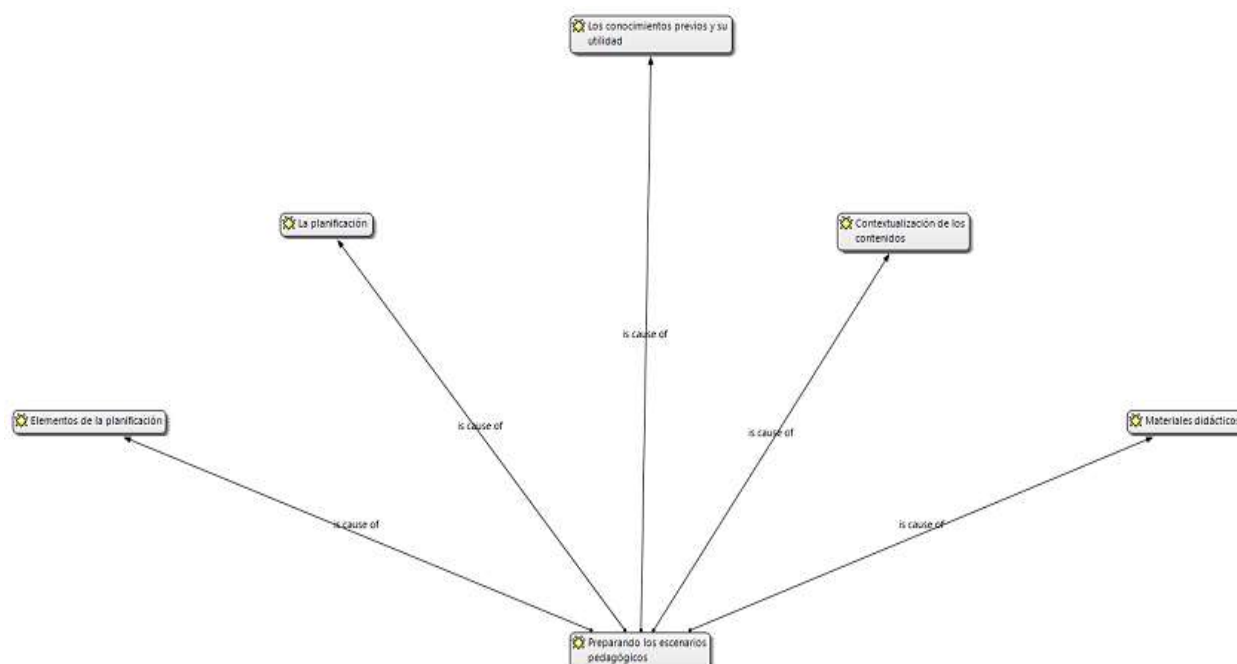 Los conocimientos previos y su
utilidad
La planificación
Contextualización de los
contenidos
is cause of
Elementos de la planificación
Materiales didácticos
is cause of
is cause of
is cause of
is cause of
Preparando los escenarios
pedagógicos